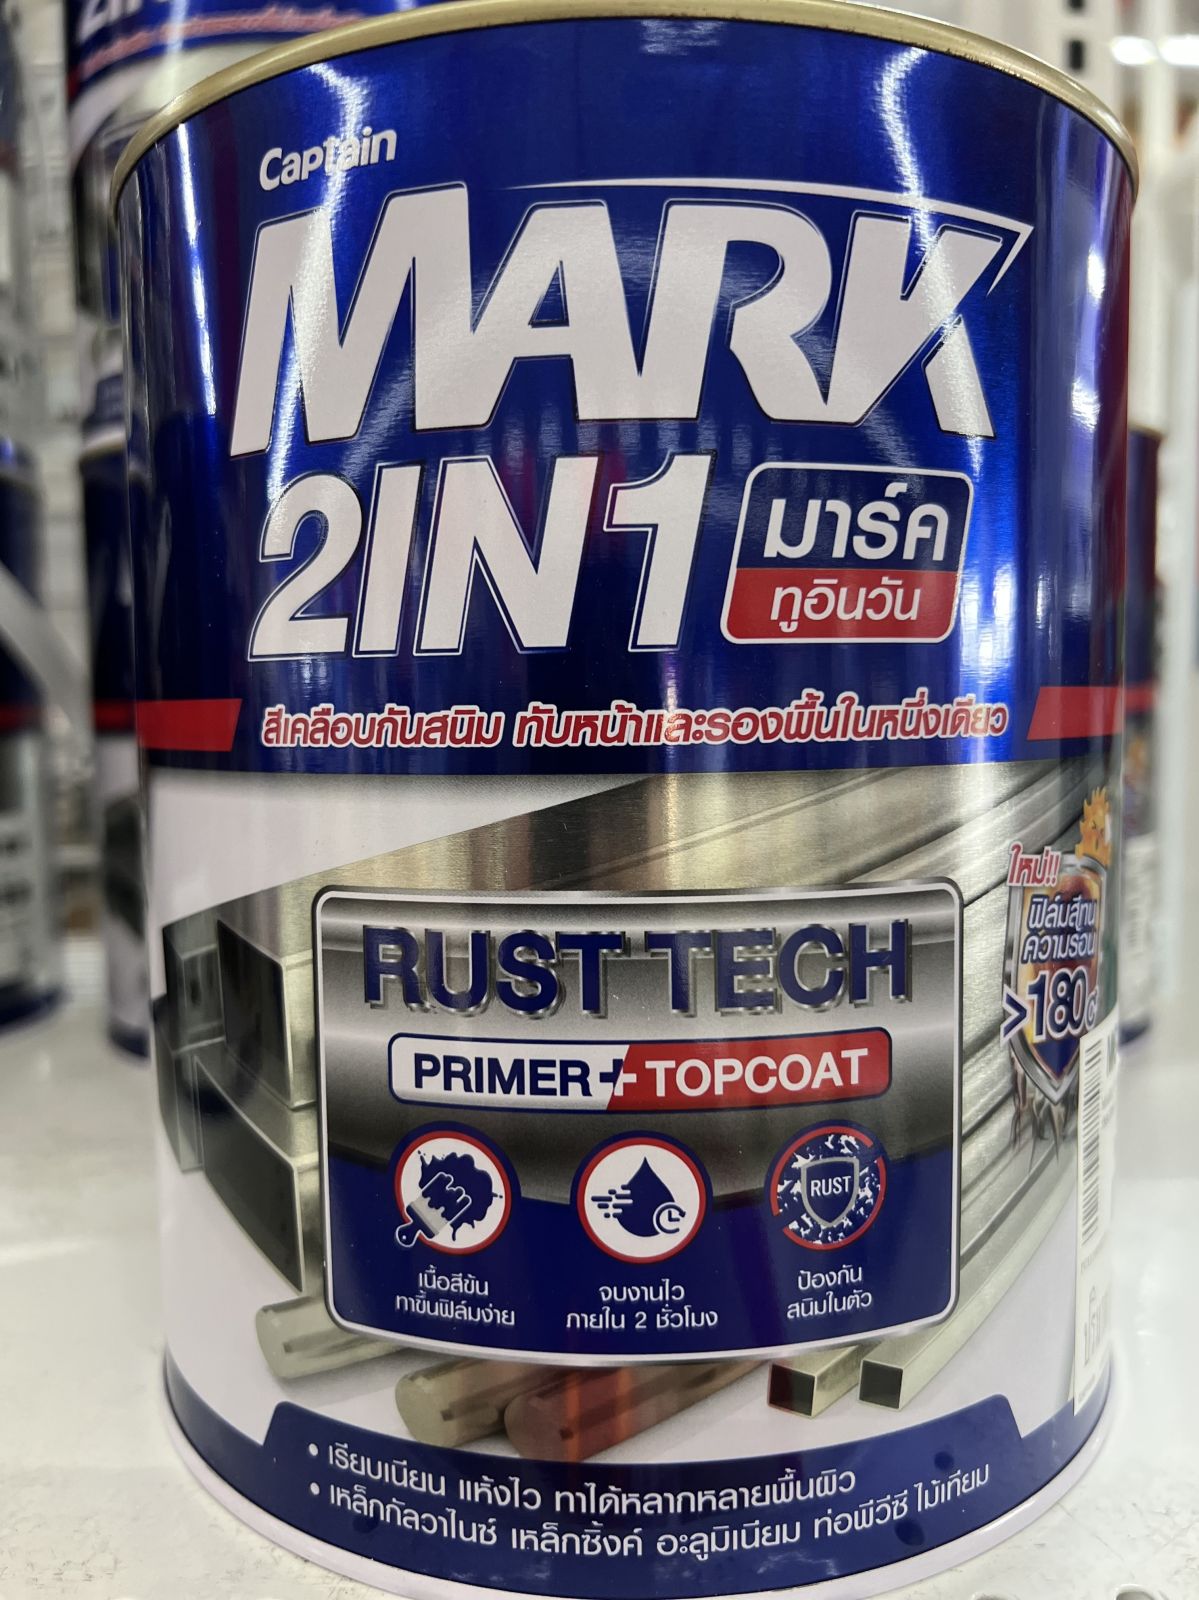 Captain
MARK
2IN1
มาร์ค
ทูอินวัน
สีเคลือบกันสนิม ทับหน้าและรองพื้นในหนึ่งเดียว
ใหม่!!
ฟิล์มสีทน
ความร้อน
>180
RUST TECH
PRIMER + TOPCOAT
RUST
เนื้อสีข้น
ทาขึ้นฟิล์มง่าย
จบงานไว
ภายใน 2 ชั่วโมง
ป้องกัน
สนิมในตัว
• เรียบเนียน แห้งไว ทาได้หลากหลายพื้นผิว
• เหล็กกัลวาไนซ์ เหล็กซิ้งค์ อะลูมิเนียม ท่อพีวีซี ไม้เทียม